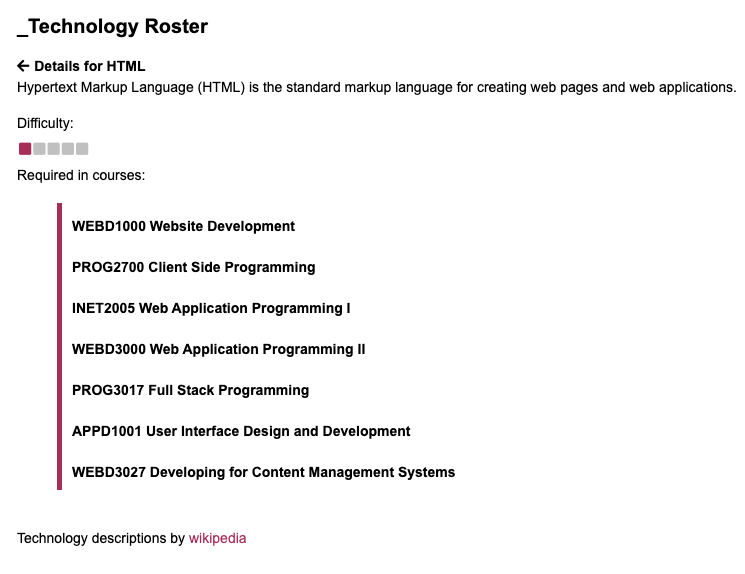 _Technology Roster
Details for HTML
Hypertext Markup Language (HTML) is the standard markup language for creating web pages and web applications.
Difficulty:
Required in courses:
WEBD1000 Website Development
PROG2700 Client Side Programming
INET2005 Web Application Programming I
WEBD3000 Web Application Programming II
PROG3017 Full Stack Programming
APPD1001 User Interface Design and Development
WEBD3027 Developing for Content Management Systems
Technology descriptions by wikipedia